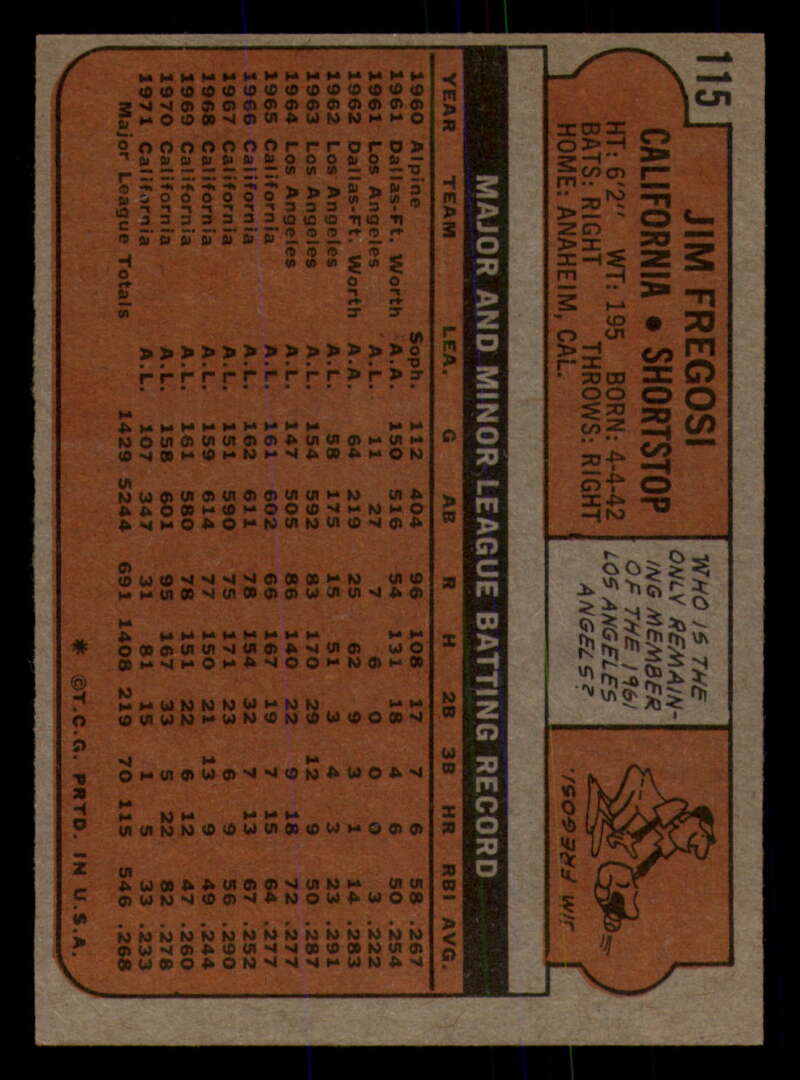 115
JIM FREGOSI
CALIFORNIA • SHORTSTOP
HT: 6'2" WT: 195 BORN: 4-4-42
BATS: RIGHT THROWS: RIGHT
HOME: ANAHEIM, CAL.
WHO IS THE
ONLY REMAIN-
ING MEMBER
OF THE 1961
LOS ANGELES
ANGELS?
JIM FREGOSI.
MAJOR AND MINOR LEAGUE BATTING RECORD
YEAR TEAM LEA. G AB R H 2B 3B HR RBI AVG.
1960 Alpine Soph. 112 404 96 108 17 7 6 58 .267
1961 Dallas-Ft. Worth A.A. 150 516 54 131 18 4 6 50 .254
1961 Los Angeles A.L. 11 27 7 6 0 0 0 3 .222
1962 Dallas-Ft. Worth A.A. 64 219 25 62 9 3 1 14 .283
1962 Los Angeles A.L. 58 175 15 51 3 4 3 23 .291
1963 Los Angeles A.L. 154 592 83 170 29 12 9 50 .287
1964 Los Angeles A.L. 147 505 86 140 22 9 18 72 .277
1965 California A.L. 161 602 66 167 19 7 15 64 .277
1966 California A.L. 162 611 78 154 32 7 13 67 .252
1967 California A.L. 151 590 75 171 23 6 9 56 .290
1968 California A.L. 159 614 77 150 21 13 9 49 .244
1969 California A.L. 161 580 78 151 22 6 12 47 .260
1970 California A.L. 158 601 95 167 33 5 22 82 .278
1971 California A.L. 107 347 31 81 15 1 5 33 .233
Major League Totals 1429 5244 691 1408 219 70 115 546 .268
* ©T.C.G. PRTD. IN U.S.A.